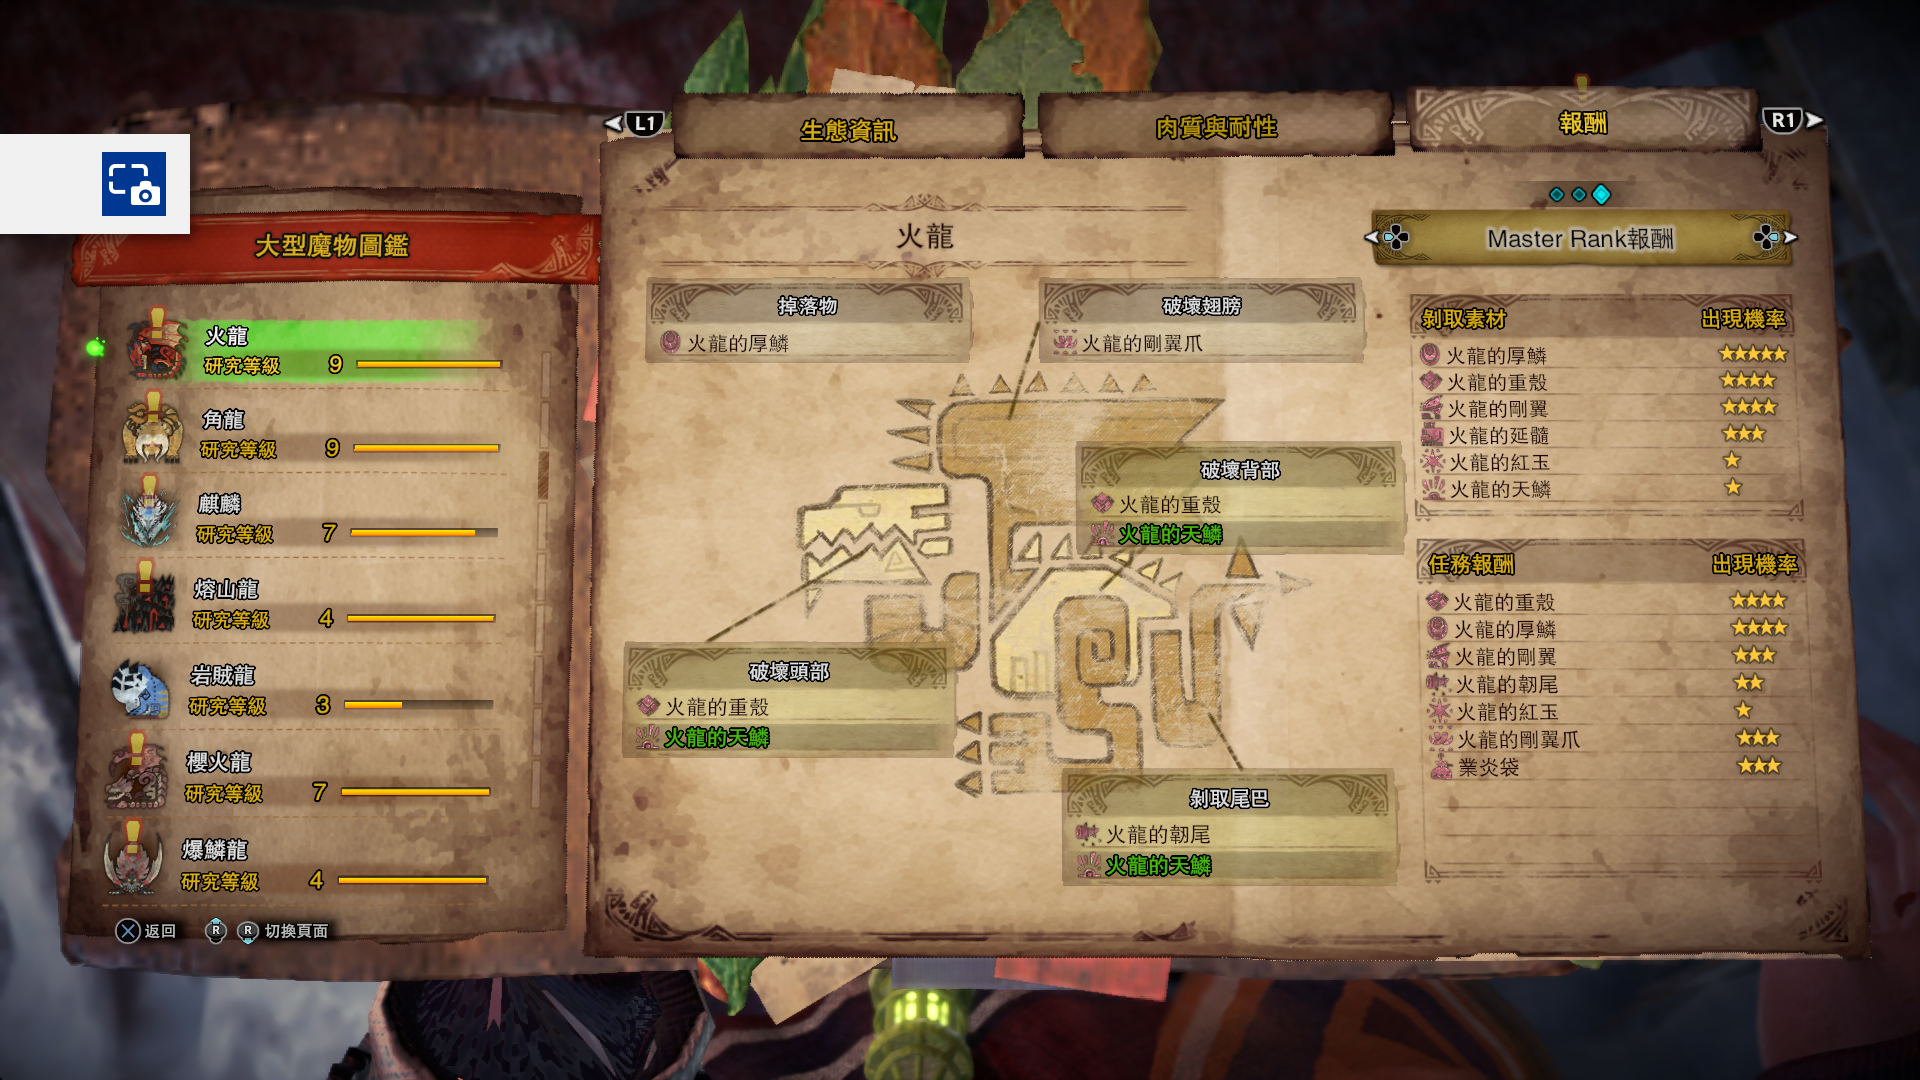 L1
生態資訊
肉質與耐性
報酬
R1
大型魔物圖鑑
火龍
研究等級 9
角龍
研究等級 9
麒麟
研究等級 7
熔山龍
研究等級 4
岩賊龍
研究等級 3
櫻火龍
研究等級 7
爆鱗龍
研究等級 4
返回 R R 切換頁面
火龍
掉落物
火龍的厚鱗
破壞翅膀
火龍的剛翼爪
破壞背部
火龍的重殼
火龍的天鱗
破壞頭部
火龍的重殼
火龍的天鱗
剝取尾巴
火龍的韌尾
火龍的天鱗
Master Rank報酬
剝取素材 出現機率
火龍的厚鱗 ★★★★★
火龍的重殼 ★★★★
火龍的剛翼 ★★★★
火龍的延髓 ★★★
火龍的紅玉 ★
火龍的天鱗 ★
任務報酬 出現機率
火龍的重殼 ★★★★
火龍的厚鱗 ★★★★
火龍的剛翼 ★★★
火龍的韌尾 ★★
火龍的紅玉 ★
火龍的剛翼爪 ★★★
業炎袋 ★★★